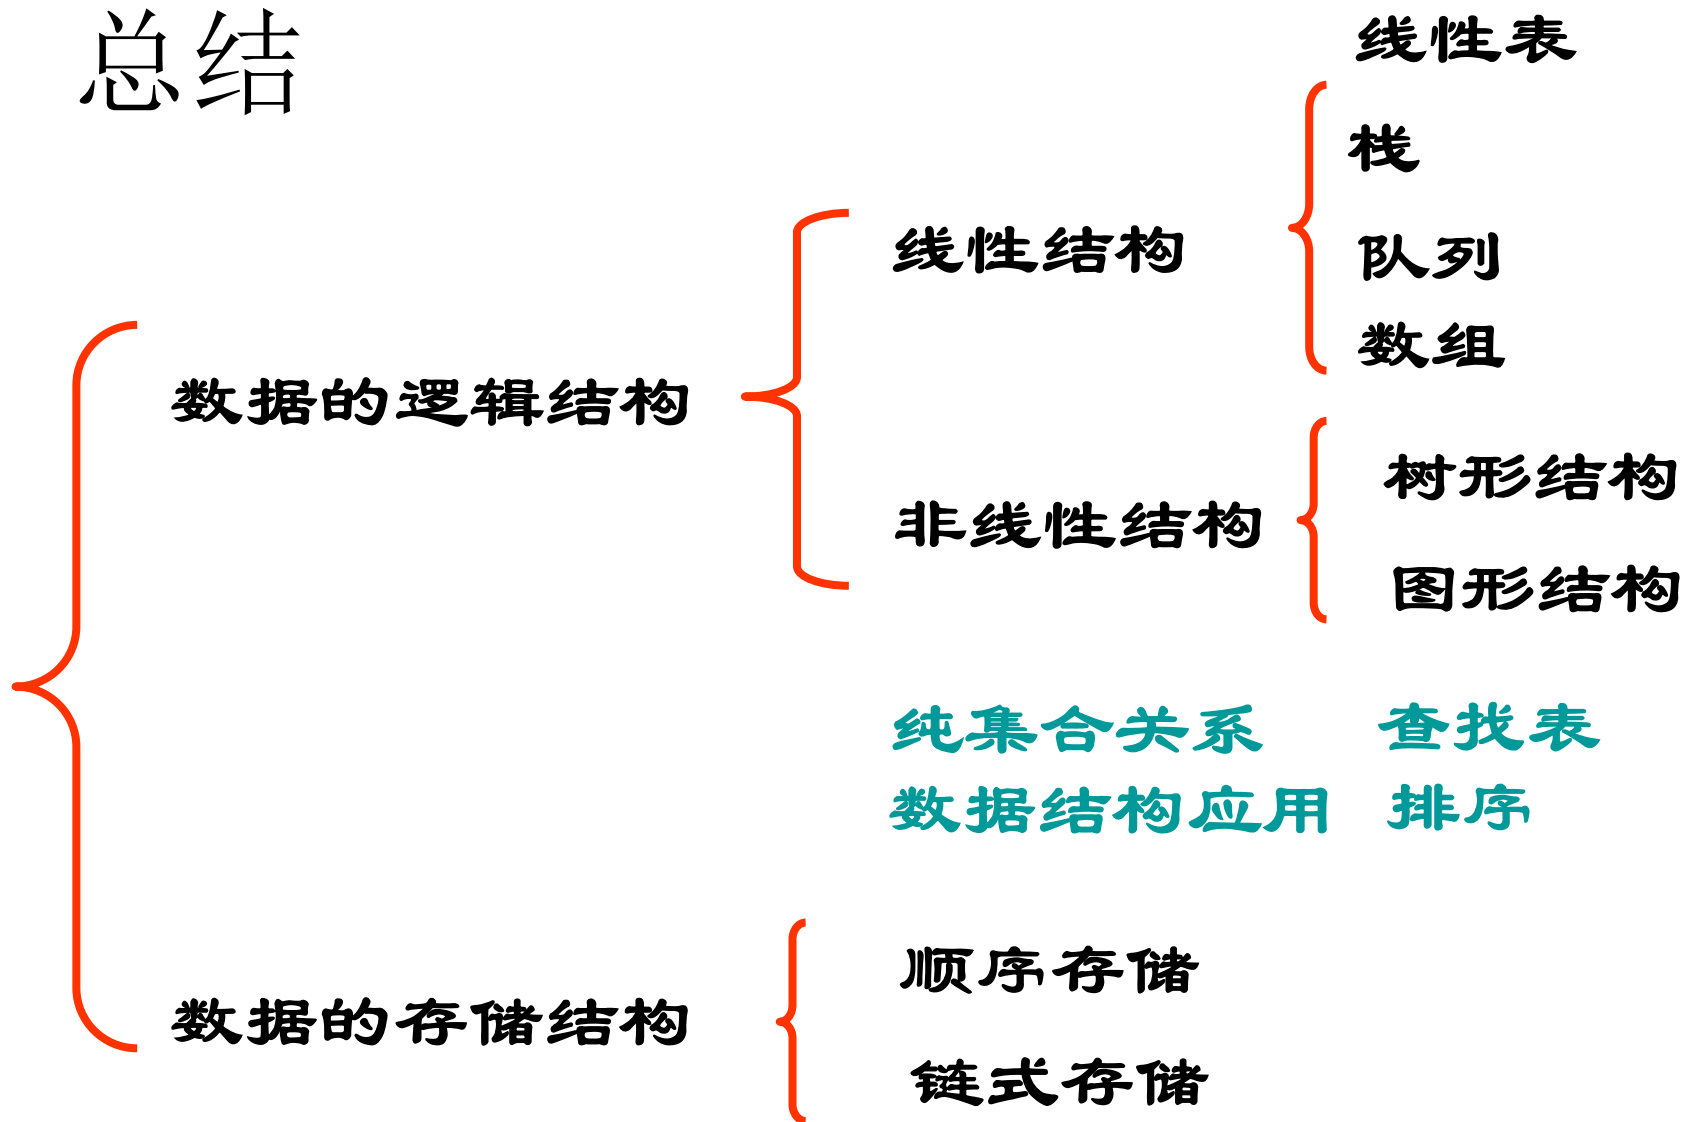 总结
线性表
栈
线性结构
队列
数组
数据的逻辑结构
非线性结构
树形结构
图形结构
纯集合关系 查找表
数据结构应用 排序
数据的存储结构
顺序存储
链式存储